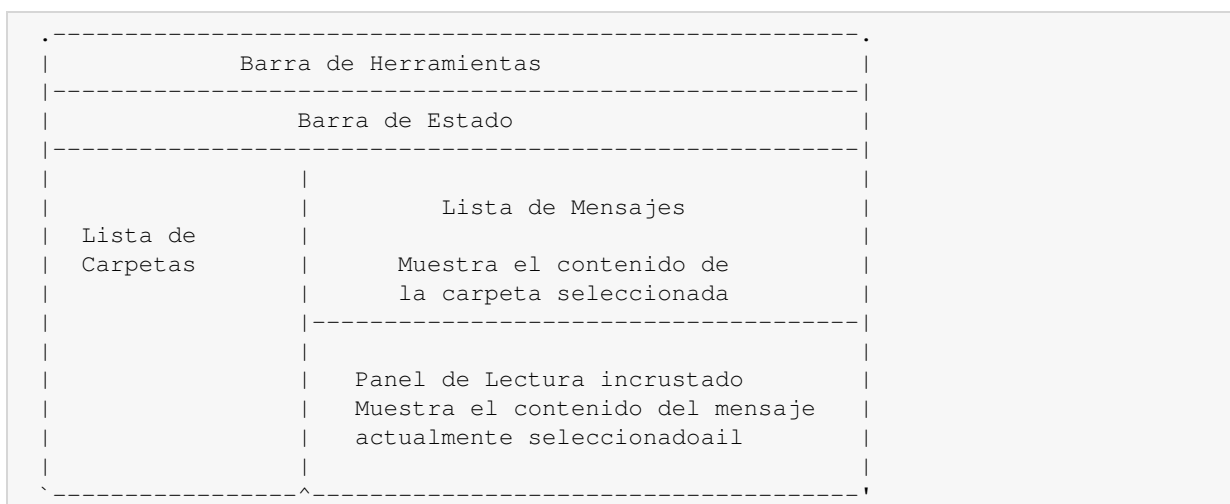 Barra de Herramientas
Barra de Estado
Lista de Mensajes
Lista de
Carpetas
Muestra el contenido de
la carpeta seleccionada
Panel de Lectura incrustado
Muestra el contenido del mensaje
actualmente seleccionadoail